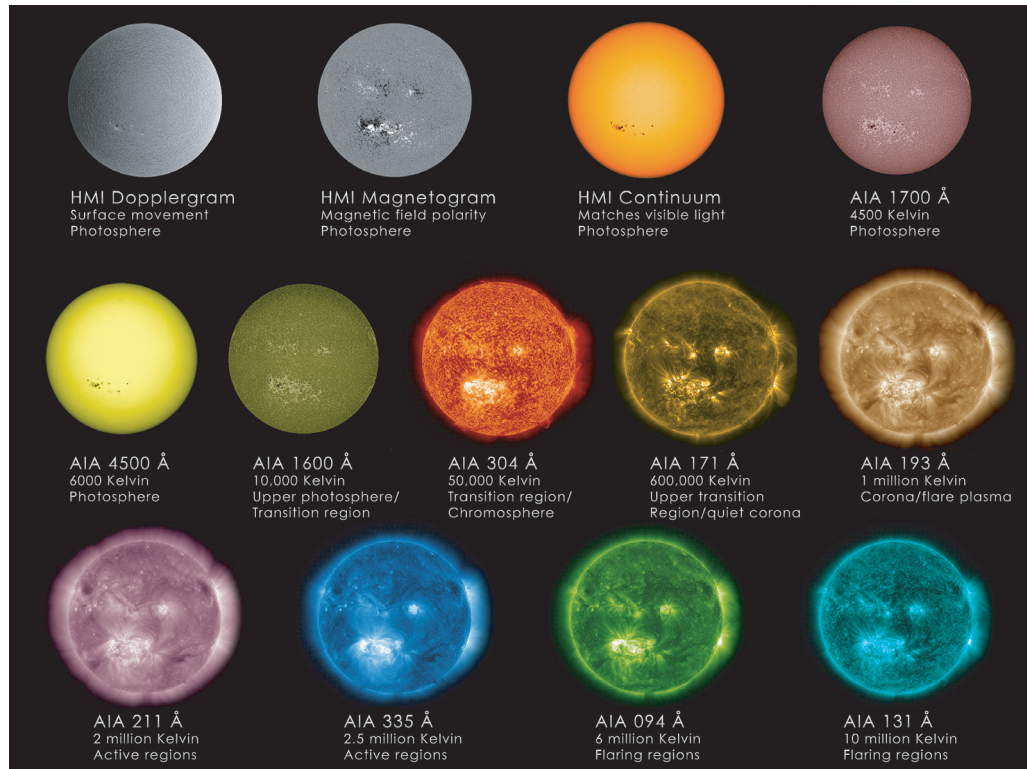 HMI Dopplergram
Surface movement
Photosphere
HMI Magnetogram
Magnetic field polarity
Photosphere
HMI Continuum
Matches visible light
Photosphere
AIA 1700 Å
4500 Kelvin
Photosphere
AIA 4500 Å
6000 Kelvin
Photosphere
AIA 1600 Å
10,000 Kelvin
Upper photosphere/
Transition region
AIA 304 Å
50,000 Kelvin
Transition region/
Chromosphere
AIA 171 Å
600,000 Kelvin
Upper transition
Region/quiet corona
AIA 193 Å
1 million Kelvin
Corona/flare plasma
AIA 211 Å
2 million Kelvin
Active regions
AIA 335 Å
2.5 million Kelvin
Active regions
AIA 094 Å
6 million Kelvin
Flaring regions
AIA 131 Å
10 million Kelvin
Flaring regions